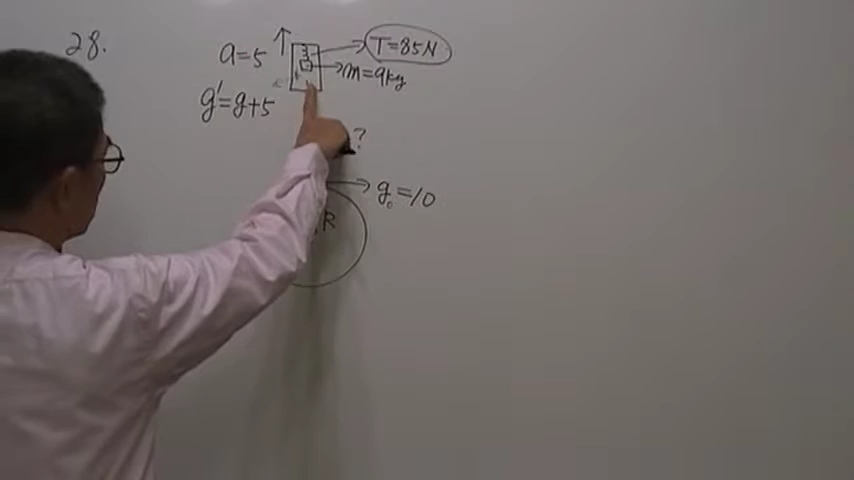 28.
a=5
T=85N
m=9kg
g'=g+5
?
g₀=10
R